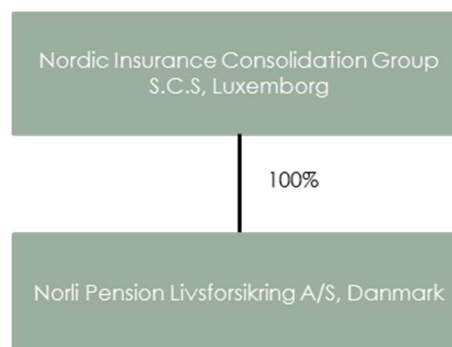 Nordic Insurance Consolidation Group
S.C.S, Luxemborg
100%
Norli Pension Livsforsikring A/S, Danmark